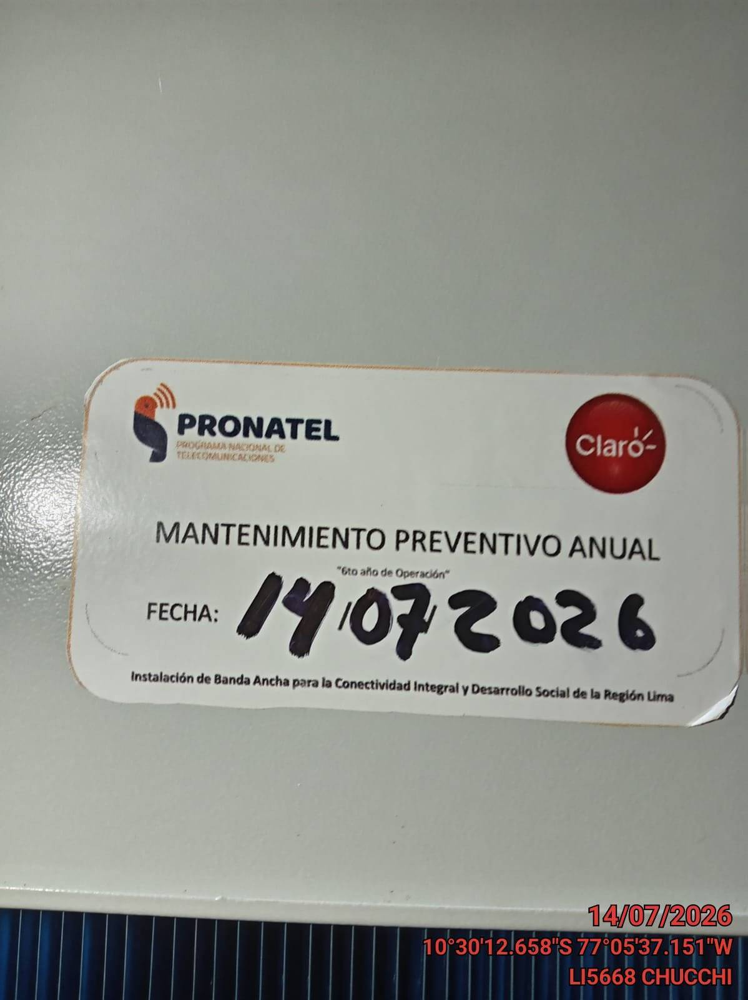 PRONATEL
PROGRAMA NACIONAL DE
TELECOMUNICACIONES
Claro
MANTENIMIENTO PREVENTIVO ANUAL
"6to año de Operación"
FECHA: 14/07/2026
Instalación de Banda Ancha para la Conectividad Integral y Desarrollo Social de la Región Lima
14/07/2026
10°30'12.658"S 77°05'37.151"W
LI5668 CHUCCHI